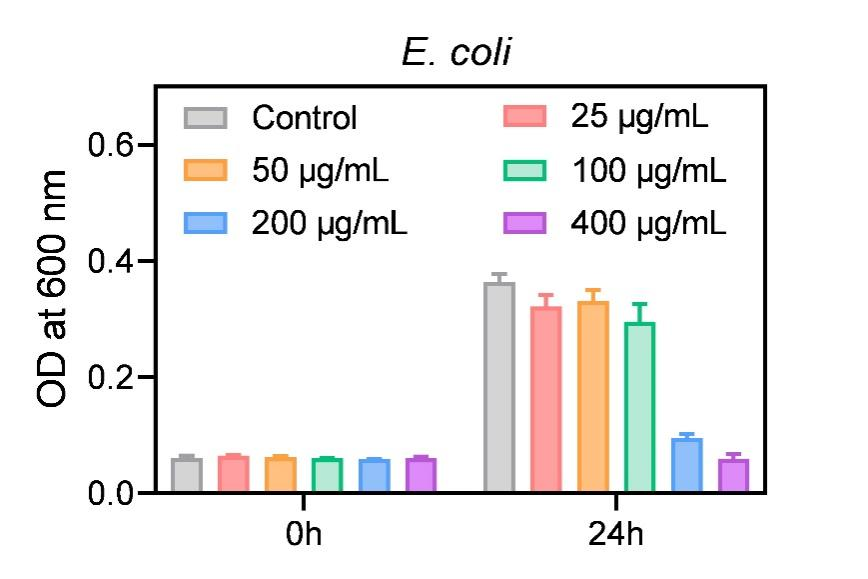 E. coli
Control
25 µg/mL
50 µg/mL
100 µg/mL
200 µg/mL
400 µg/mL
OD at 600 nm
0.6
0.4
0.2
0.0
0h
24h